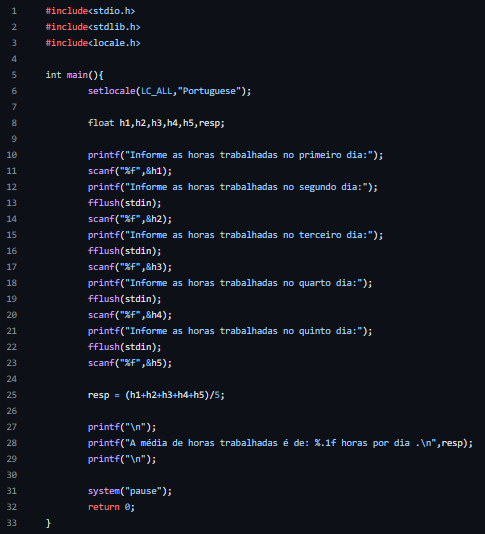 1 #include<stdio.h>
2 #include<stdlib.h>
3 #include<locale.h>
4
5 int main(){
6 setlocale(LC_ALL,"Portuguese");
7
8 float h1,h2,h3,h4,h5,resp;
9
10 printf("Informe as horas trabalhadas no primeiro dia:");
11 scanf("%f",&h1);
12 printf("Informe as horas trabalhadas no segundo dia:");
13 fflush(stdin);
14 scanf("%f",&h2);
15 printf("Informe as horas trabalhadas no terceiro dia:");
16 fflush(stdin);
17 scanf("%f",&h3);
18 printf("Informe as horas trabalhadas no quarto dia:");
19 fflush(stdin);
20 scanf("%f",&h4);
21 printf("Informe as horas trabalhadas no quinto dia:");
22 fflush(stdin);
23 scanf("%f",&h5);
24
25 resp = (h1+h2+h3+h4+h5)/5;
26
27 printf("\n");
28 printf("A média de horas trabalhadas é de: %.1f horas por dia .\n",resp);
29 printf("\n");
30
31 system("pause");
32 return 0;
33 }